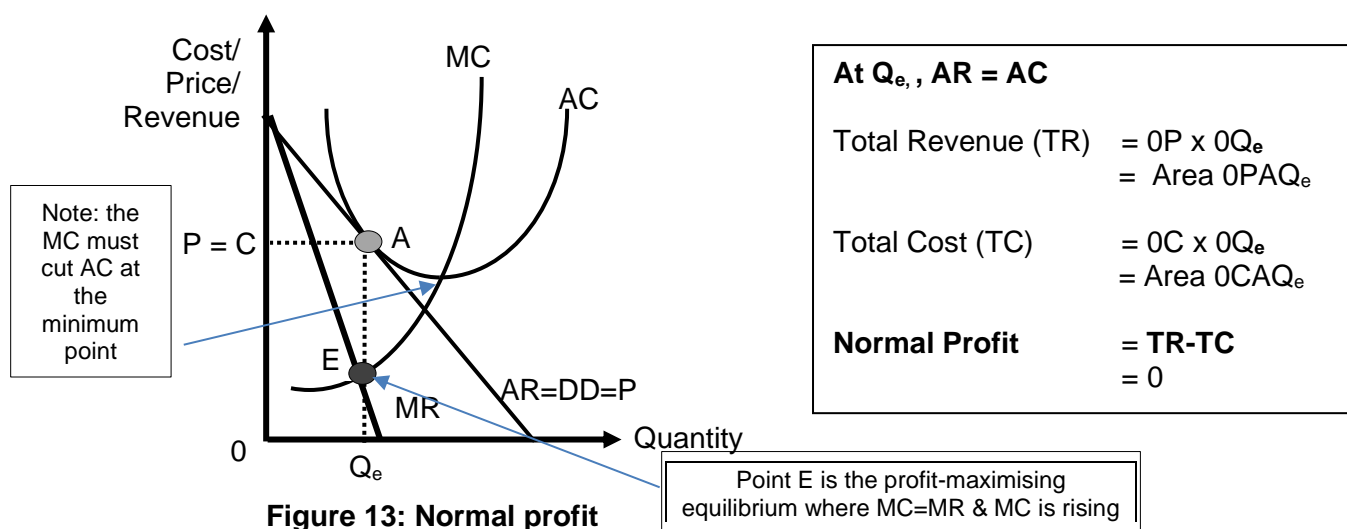 Cost/
Price/
Revenue
MC
AC
Note: the
MC must
cut AC at
the
minimum
point
P = C
A
E
MR
AR=DD=P
0
Qₑ
Quantity
Figure 13: Normal profit
Point E is the profit-maximising
equilibrium where MC=MR & MC is rising
At Qₑ, , AR = AC
Total Revenue (TR) = 0P x 0Qₑ
= Area 0PAQₑ
Total Cost (TC) = 0C x 0Qₑ
= Area 0CAQₑ
Normal Profit = TR-TC
= 0